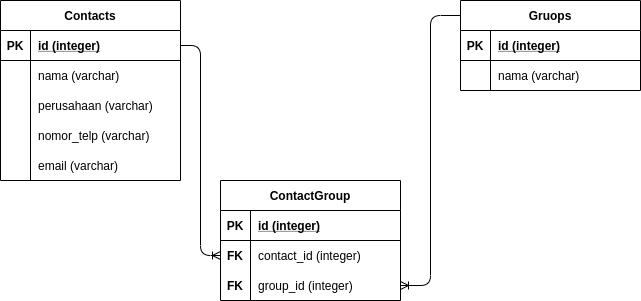 Contacts
PK id (integer)
nama (varchar)
perusahaan (varchar)
nomor_telp (varchar)
email (varchar)
Gruops
PK id (integer)
nama (varchar)
ContactGroup
PK id (integer)
FK contact_id (integer)
FK group_id (integer)